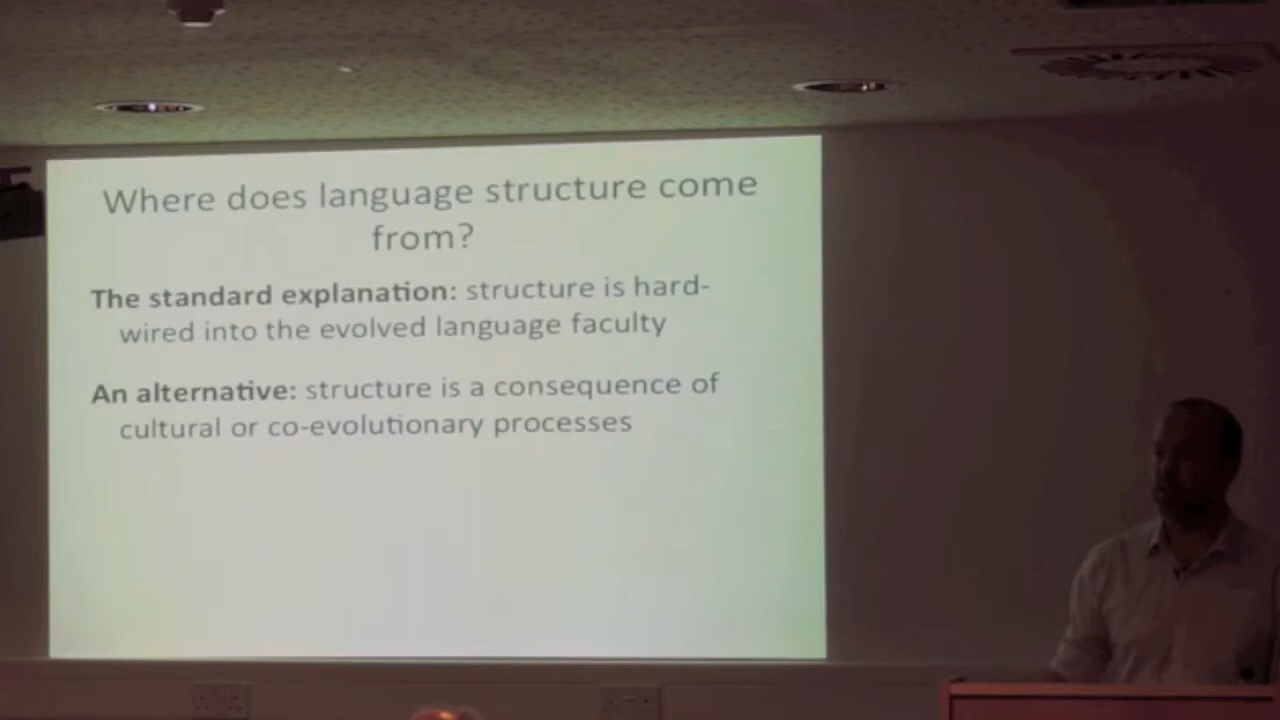 Where does language structure come
from?
The standard explanation: structure is hard-
wired into the evolved language faculty
An alternative: structure is a consequence of
cultural or co-evolutionary processes